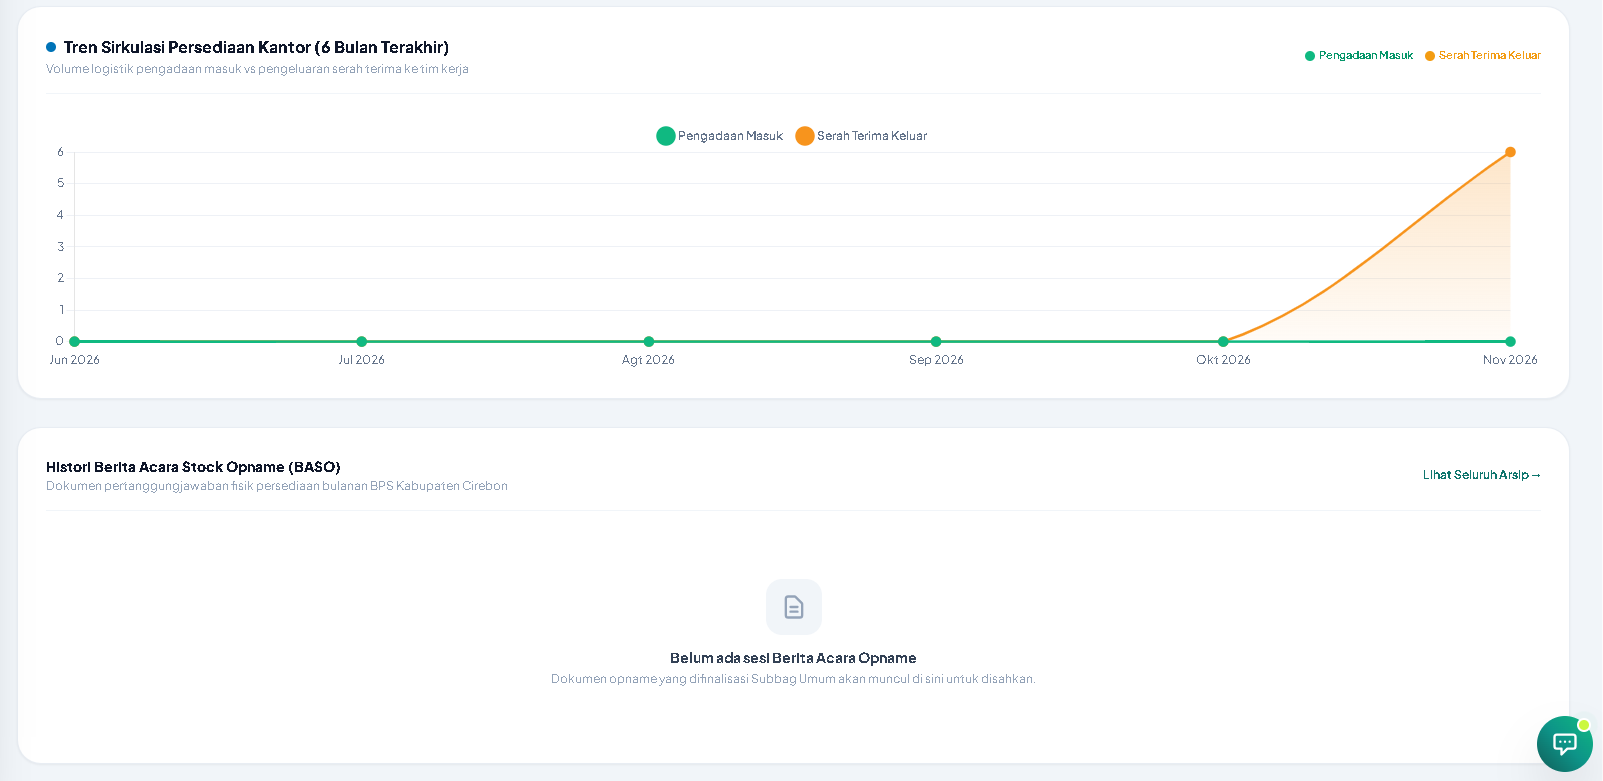 Tren Sirkulasi Persediaan Kantor (6 Bulan Terakhir)
Volume logistik pengadaan masuk vs pengeluaran serah terima ke tim kerja
Pengadaan Masuk
Serah Terima Keluar
Pengadaan Masuk
Serah Terima Keluar
6
5
4
3
2
1
0
Jun 2026
Jul 2026
Agt 2026
Sep 2026
Okt 2026
Nov 2026
Histori Berita Acara Stock Opname (BASO)
Dokumen pertanggungjawaban fisik persediaan bulanan BPS Kabupaten Cirebon
Lihat Seluruh Arsip →
Belum ada sesi Berita Acara Opname
Dokumen opname yang difinalisasi Subbag Umum akan muncul di sini untuk disahkan.